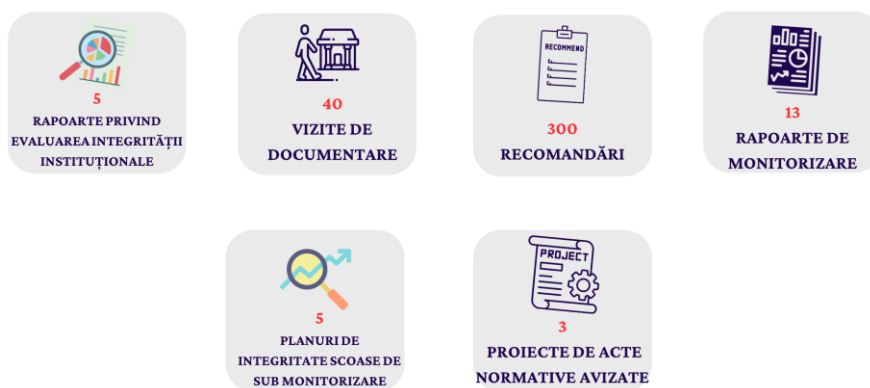 5
RAPOARTE PRIVIND
EVALUAREA INTEGRITĂȚII
INSTITUȚIONALE
40
VIZITE DE
DOCUMENTARE
RECOMMEND
300
RECOMANDĂRI
13
RAPOARTE DE
MONITORIZARE
5
PLANURI DE
INTEGRITATE SCOASE DE
SUB MONITORIZARE
PROJECT
3
PROIECTE DE ACTE
NORMATIVE AVIZATE